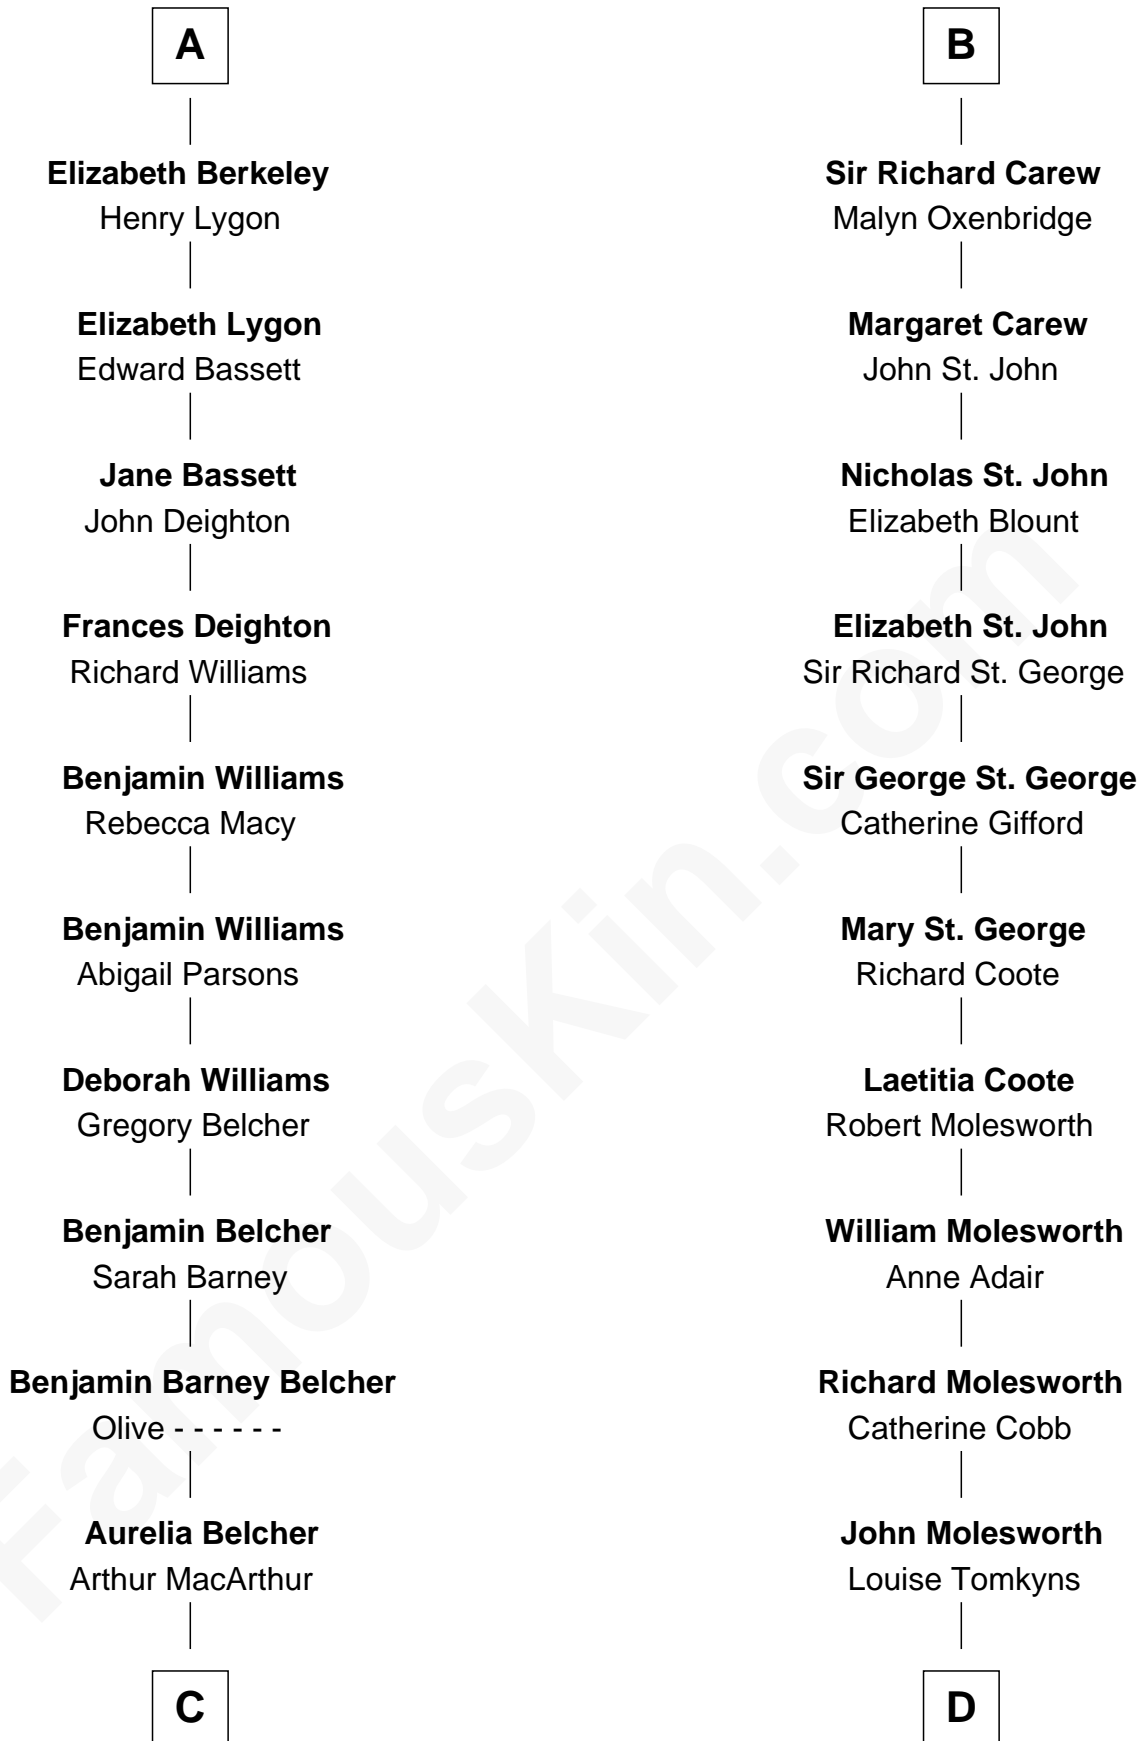 A
Elizabeth Berkeley
Henry Lygon
Elizabeth Lygon
Edward Bassett
Jane Bassett
John Deighton
Frances Deighton
Richard Williams
Benjamin Williams
Rebecca Macy
Benjamin Williams
Abigail Parsons
Deborah Williams
Gregory Belcher
Benjamin Belcher
Sarah Barney
Benjamin Barney Belcher
Olive - - - - - -
Aurelia Belcher
Arthur MacArthur
C
B
Sir Richard Carew
Malyn Oxenbridge
Margaret Carew
John St. John
Nicholas St. John
Elizabeth Blount
Elizabeth St. John
Sir Richard St. George
Sir George St. George
Catherine Gifford
Mary St. George
Richard Coote
Laetitia Coote
Robert Molesworth
William Molesworth
Anne Adair
Richard Molesworth
Catherine Cobb
John Molesworth
Louise Tomkyns
D
FamousKin.com